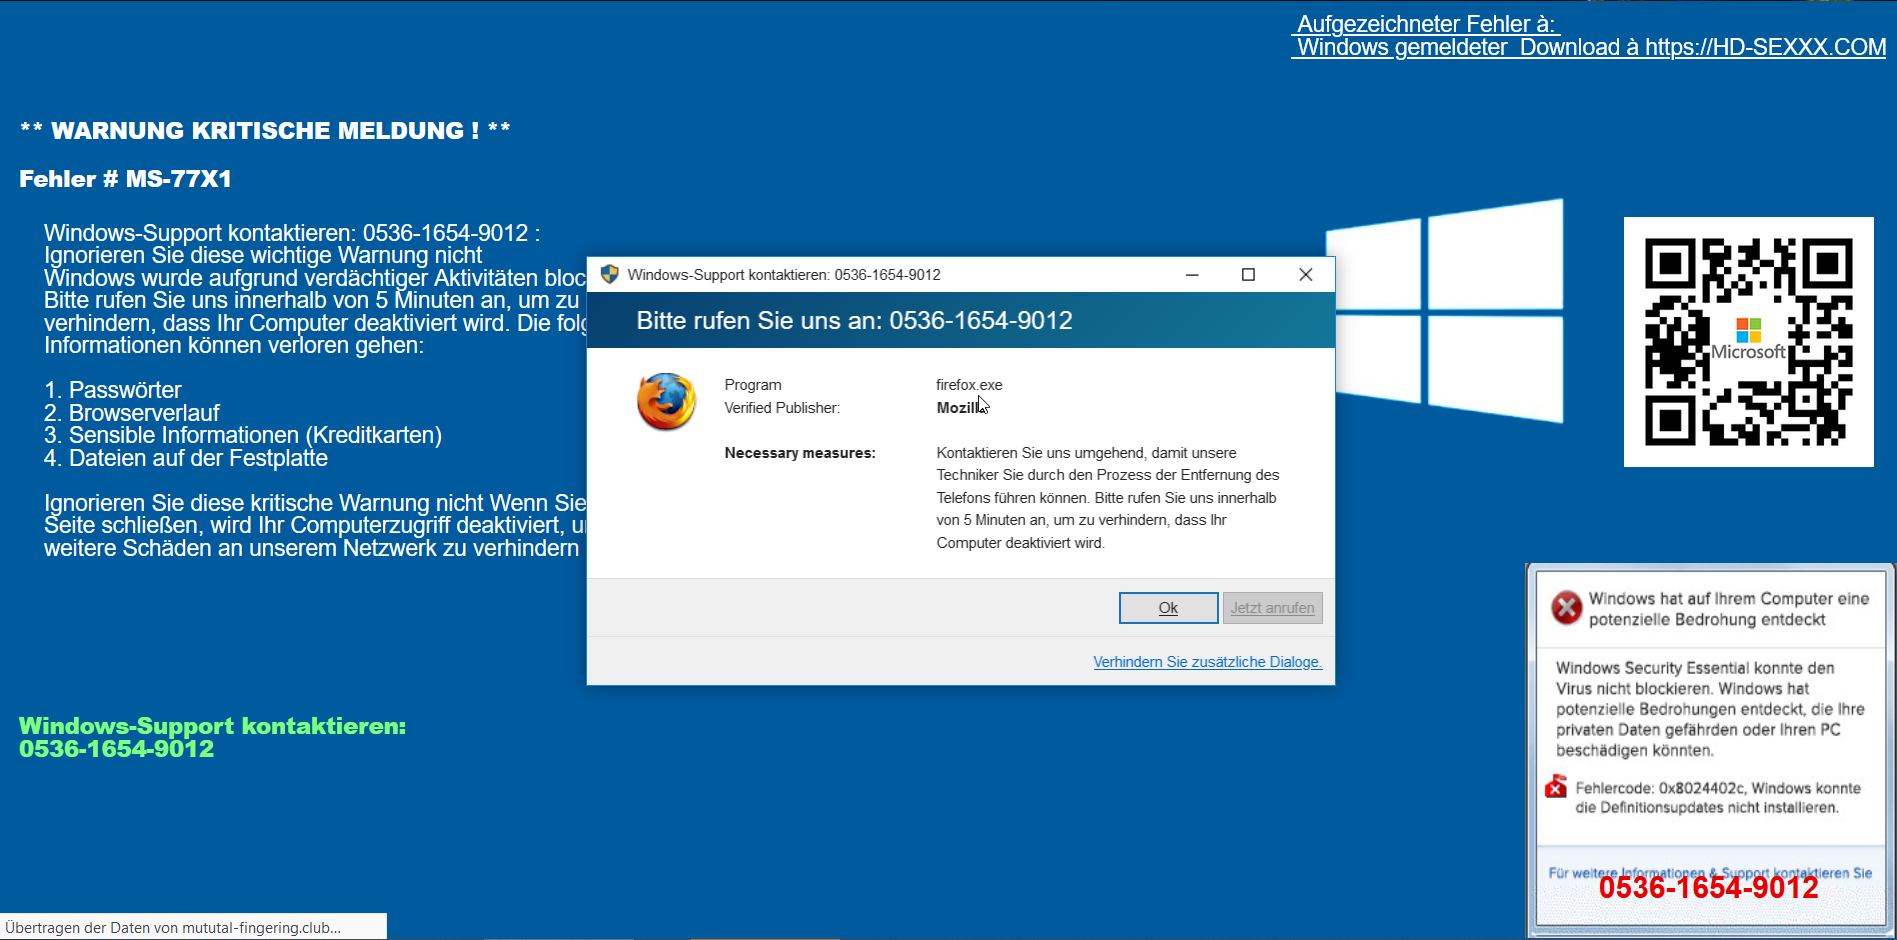 Aufgezeichneter Fehler à:
Windows gemeldeter Download à https://HD-SEXXX.COM
** WARNUNG KRITISCHE MELDUNG ! **
Fehler # MS-77X1
Windows-Support kontaktieren: 0536-1654-9012 :
Ignorieren Sie diese wichtige Warnung nicht
Windows wurde aufgrund verdächtiger Aktivitäten bloc
Bitte rufen Sie uns innerhalb von 5 Minuten an, um zu
verhindern, dass Ihr Computer deaktiviert wird. Die folg
Informationen können verloren gehen:
1. Passwörter
2. Browserverlauf
3. Sensible Informationen (Kreditkarten)
4. Dateien auf der Festplatte
Ignorieren Sie diese kritische Warnung nicht Wenn Sie
Seite schließen, wird Ihr Computerzugriff deaktiviert, u
weitere Schäden an unserem Netzwerk zu verhindern
Windows-Support kontaktieren:
0536-1654-9012
Windows-Support kontaktieren: 0536-1654-9012
Bitte rufen Sie uns an: 0536-1654-9012
Program firefox.exe
Verified Publisher: Mozilla
Necessary measures: Kontaktieren Sie uns umgehend, damit unsere
Techniker Sie durch den Prozess der Entfernung des
Telefons führen können. Bitte rufen Sie uns innerhalb
von 5 Minuten an, um zu verhindern, dass Ihr
Computer deaktiviert wird.
Ok Jetzt anrufen
Verhindern Sie zusätzliche Dialoge.
Microsoft
Windows hat auf Ihrem Computer eine
potenzielle Bedrohung entdeckt
Windows Security Essential konnte den
Virus nicht blockieren. Windows hat
potenzielle Bedrohungen entdeckt, die Ihre
privaten Daten gefährden oder Ihren PC
beschädigen könnten.
Fehlercode: 0x8024402c, Windows konnte
die Definitionsupdates nicht installieren.
Für weitere Informationen & Support kontaktieren Sie
0536-1654-9012
Übertragen der Daten von mututal-fingering.club...